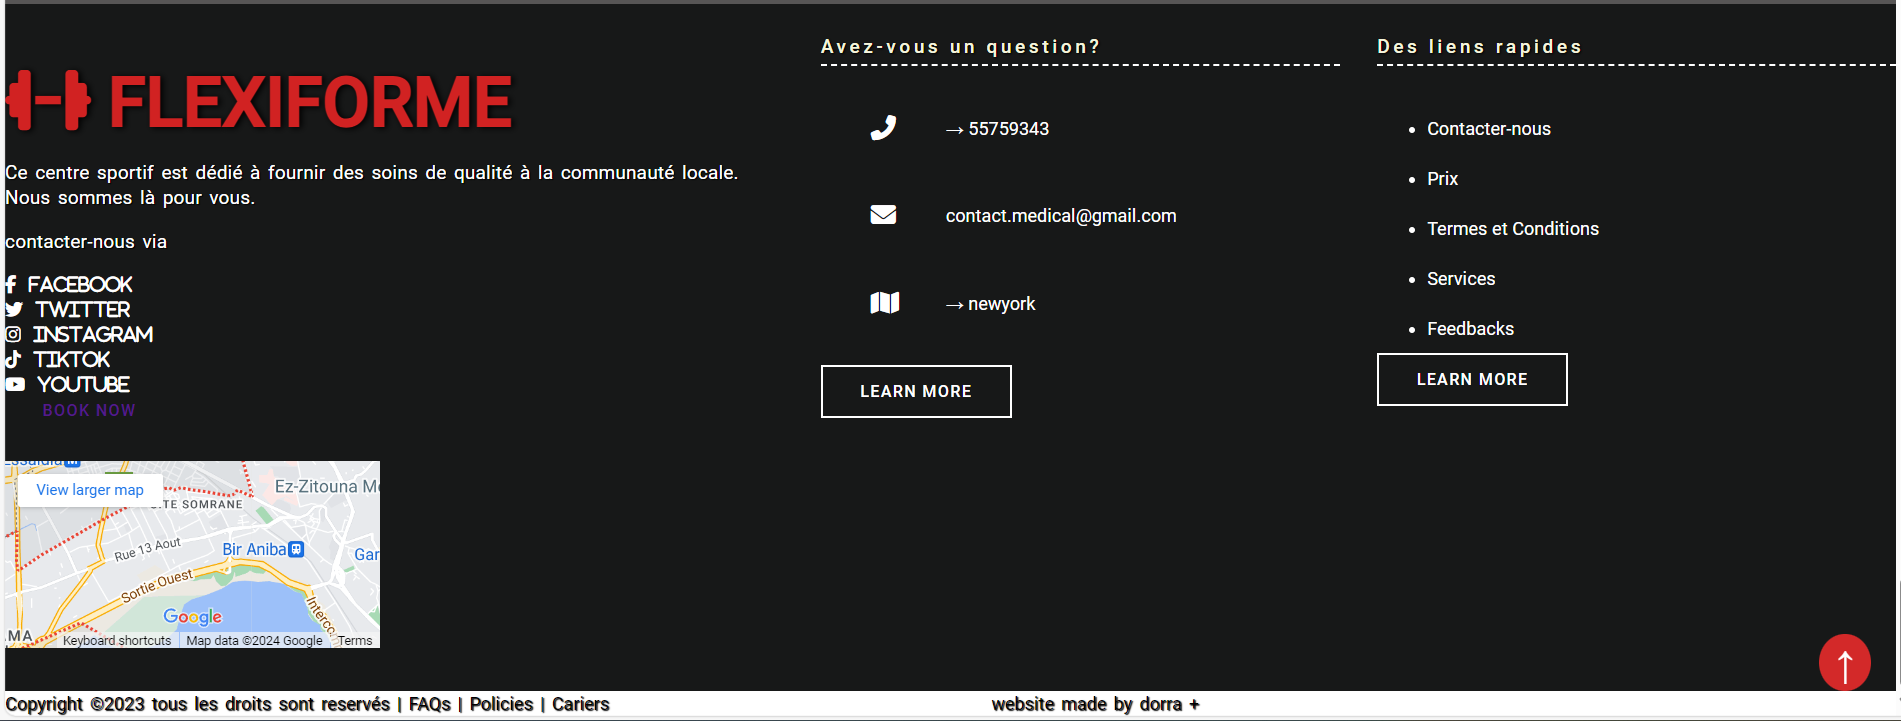 FLEXIFORME
Ce centre sportif est dédié à fournir des soins de qualité à la communauté locale.
Nous sommes là pour vous.
contacter-nous via
FACEBOOK
TWITTER
INSTAGRAM
TIKTOK
YOUTUBE
BOOK NOW
View larger map
Ez-Zitouna
SOMRANE
Rue 13 Aout
Bir Aniba
Sortie Ouest
Google
Keyboard shortcuts Map data ©2024 Google Terms
Avez-vous un question?
→ 55759343
contact.medical@gmail.com
→ newyork
LEARN MORE
Des liens rapides
• Contacter-nous
• Prix
• Termes et Conditions
• Services
• Feedbacks
LEARN MORE
↑
Copyright ©2023 tous les droits sont reservés | FAQs | Policies | Cariers
website made by dorra +